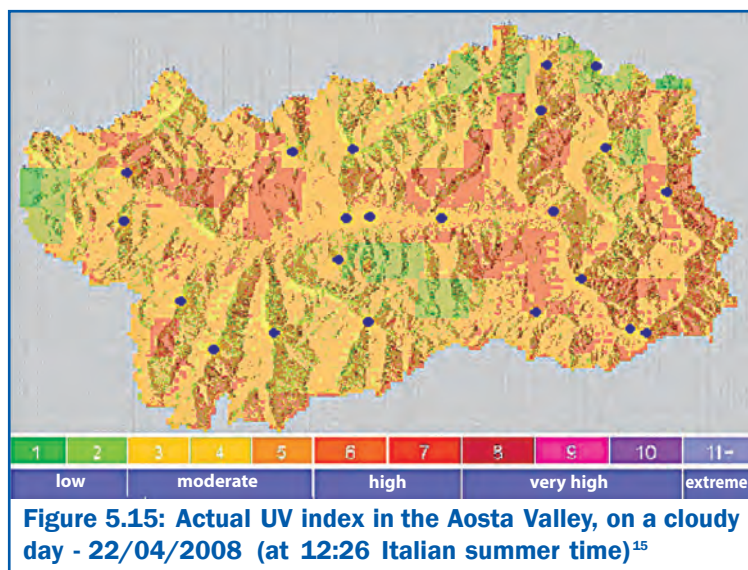 1 2 3 4 5 6 7 8 9 10 11-
low moderate high very high extreme
Figure 5.15: Actual UV index in the Aosta Valley, on a cloudy
day - 22/04/2008 (at 12:26 Italian summer time)¹⁵